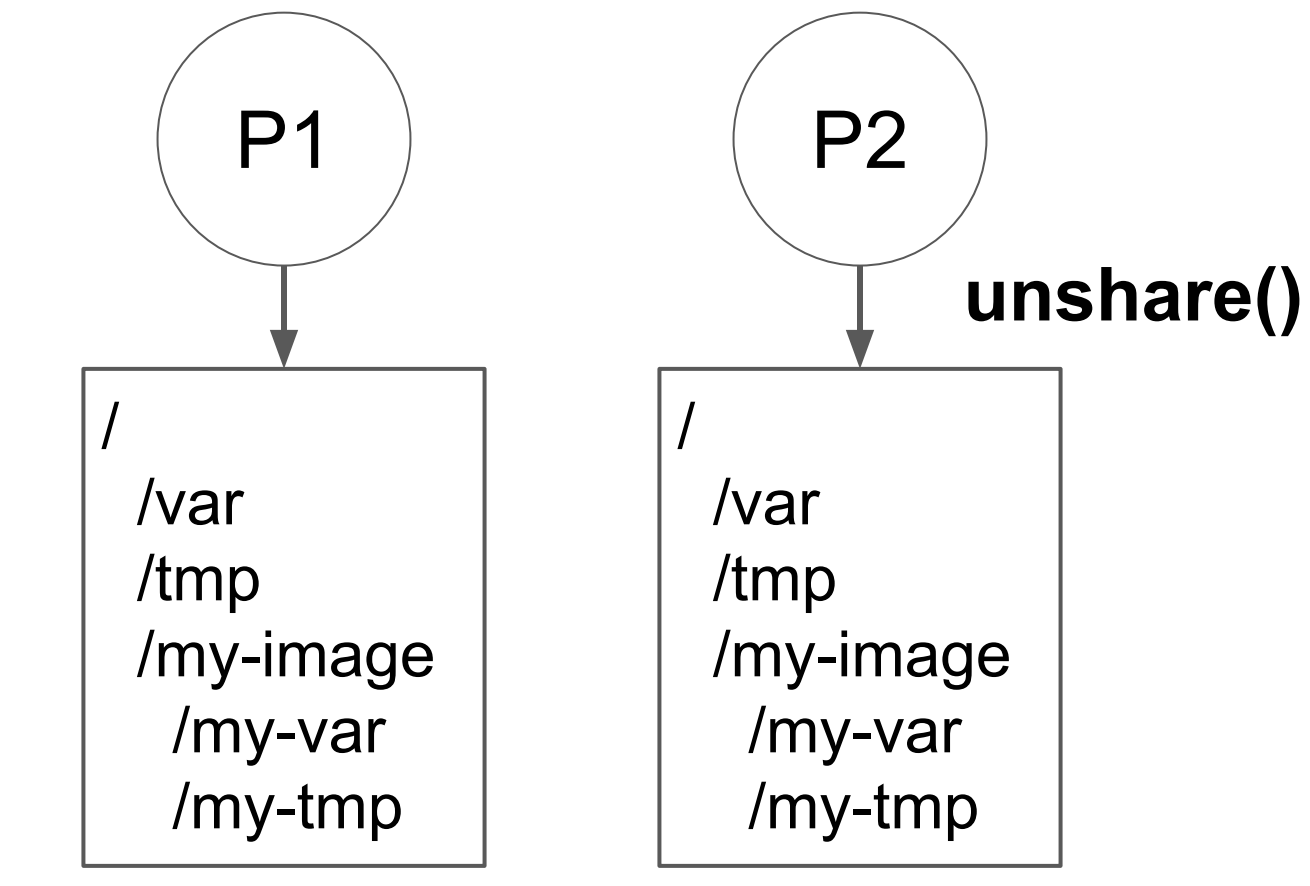 P1
P2
unshare()
/
/var
/tmp
/my-image
/my-var
/my-tmp
/
/var
/tmp
/my-image
/my-var
/my-tmp